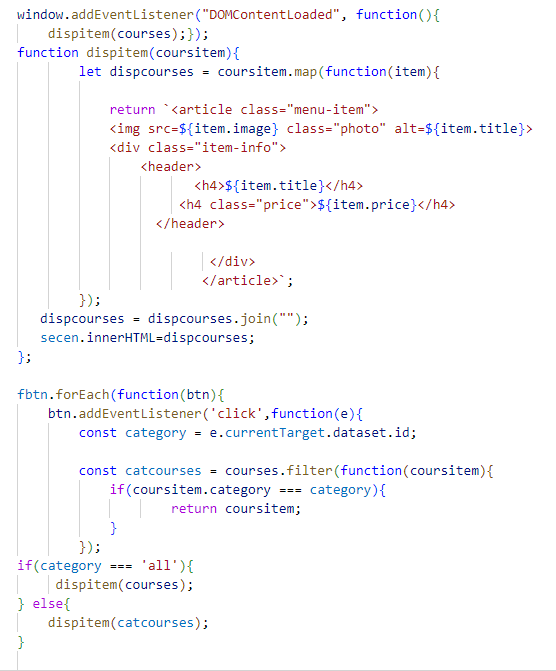 window.addEventListener("DOMContentLoaded", function(){
dispitem(courses);});
function dispitem(coursitem){
let dispcourses = coursitem.map(function(item){
return `<article class="menu-item">
<img src=${item.image} class="photo" alt=${item.title}>
<div class="item-info">
<header>
<h4>${item.title}</h4>
<h4 class="price">${item.price}</h4>
</header>
</div>
</article>`;
});
dispcourses = dispcourses.join("");
secen.innerHTML=dispcourses;
};
fbtn.forEach(function(btn){
btn.addEventListener('click',function(e){
const category = e.currentTarget.dataset.id;
const catcourses = courses.filter(function(coursitem){
if(coursitem.category === category){
return coursitem;
}
});
if(category === 'all'){
dispitem(courses);
} else{
dispitem(catcourses);
}